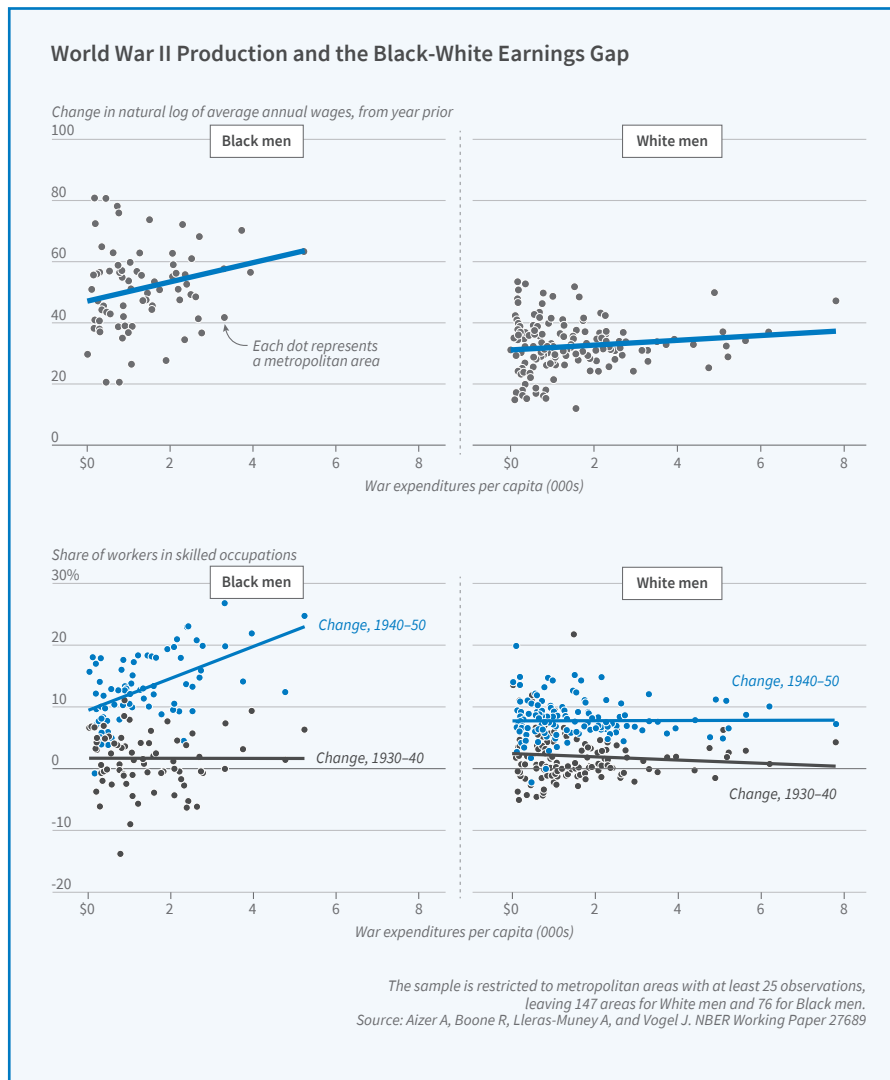 World War II Production and the Black-White Earnings Gap
Change in natural log of average annual wages, from year prior
100
80
60
40
20
0
Black men
White men
Each dot represents
a metropolitan area
$0
2
4
6
8
$0
2
4
6
8
War expenditures per capita (000s)
Share of workers in skilled occupations
30%
20
10
0
-10
-20
Black men
White men
Change, 1940–50
Change, 1930–40
Change, 1940–50
Change, 1930–40
$0
2
4
6
8
$0
2
4
6
8
War expenditures per capita (000s)
The sample is restricted to metropolitan areas with at least 25 observations,
leaving 147 areas for White men and 76 for Black men.
Source: Aizer A, Boone R, Lleras-Muney A, and Vogel J. NBER Working Paper 27689